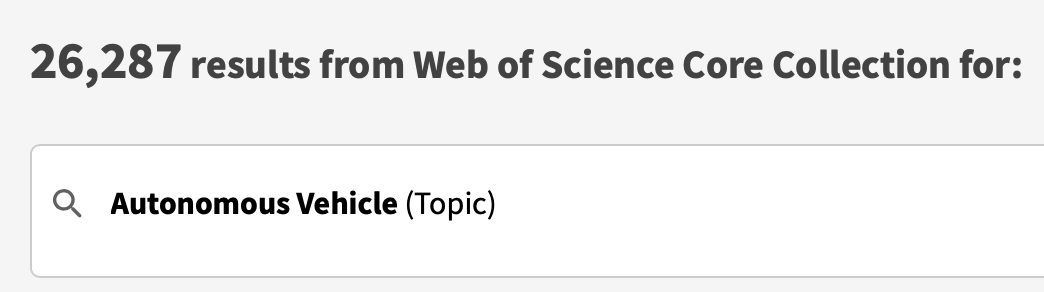 26,287 results from Web of Science Core Collection for:
Autonomous Vehicle (Topic)